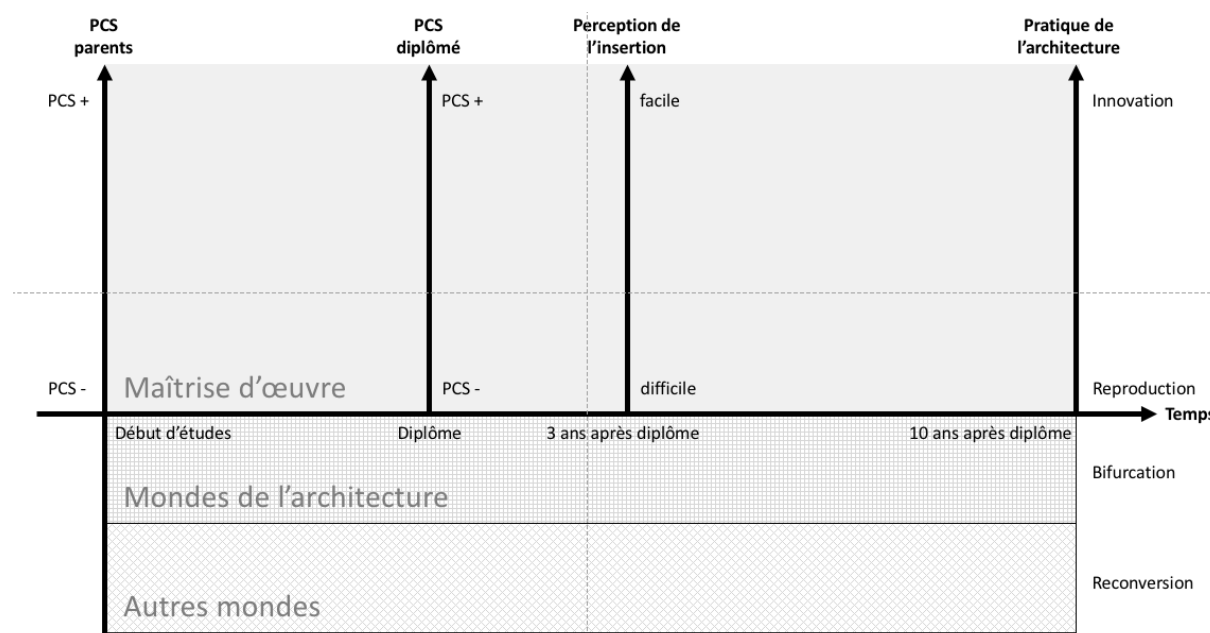 PCS
parents
PCS
diplômé
Perception de
l'insertion
Pratique de
l'architecture
PCS +
PCS +
facile
Innovation
PCS -
Maîtrise d'œuvre
PCS -
difficile
Reproduction
Temps
Début d'études
Diplôme
3 ans après diplôme
10 ans après diplôme
Bifurcation
Mondes de l'architecture
Reconversion
Autres mondes